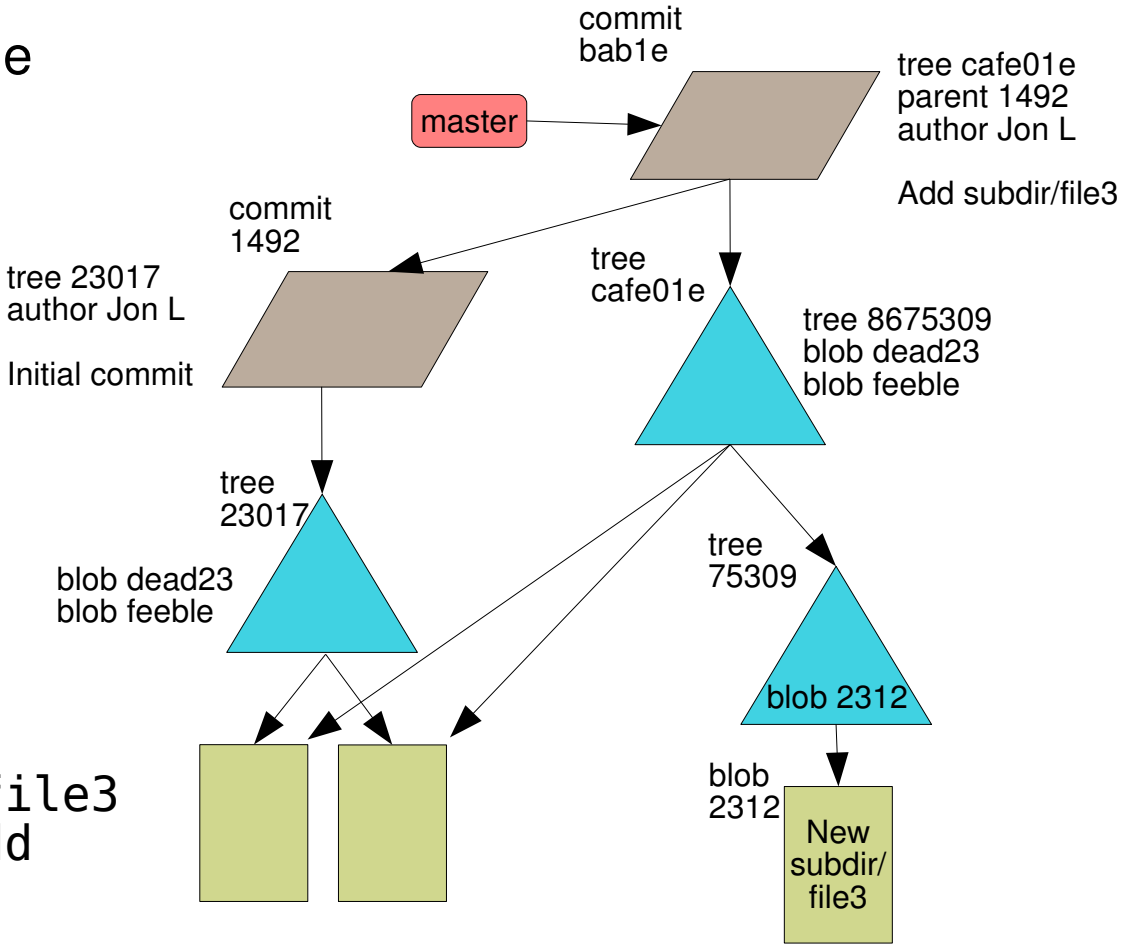 e
commit
bab1e
tree cafe01e
parent 1492
author Jon L
Add subdir/file3
master
commit
1492
tree 23017
author Jon L
Initial commit
tree
cafe01e
tree 8675309
blob dead23
blob feeble
tree
23017
blob dead23
blob feeble
tree
75309
blob 2312
file3
dd
blob
2312
New
subdir/
file3